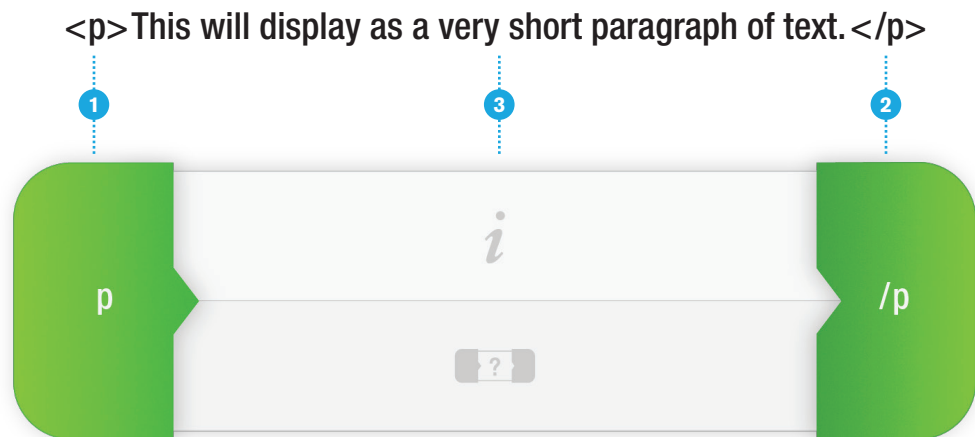 <p>This will display as a very short paragraph of text.</p>
1 3 2
i
p /p
?